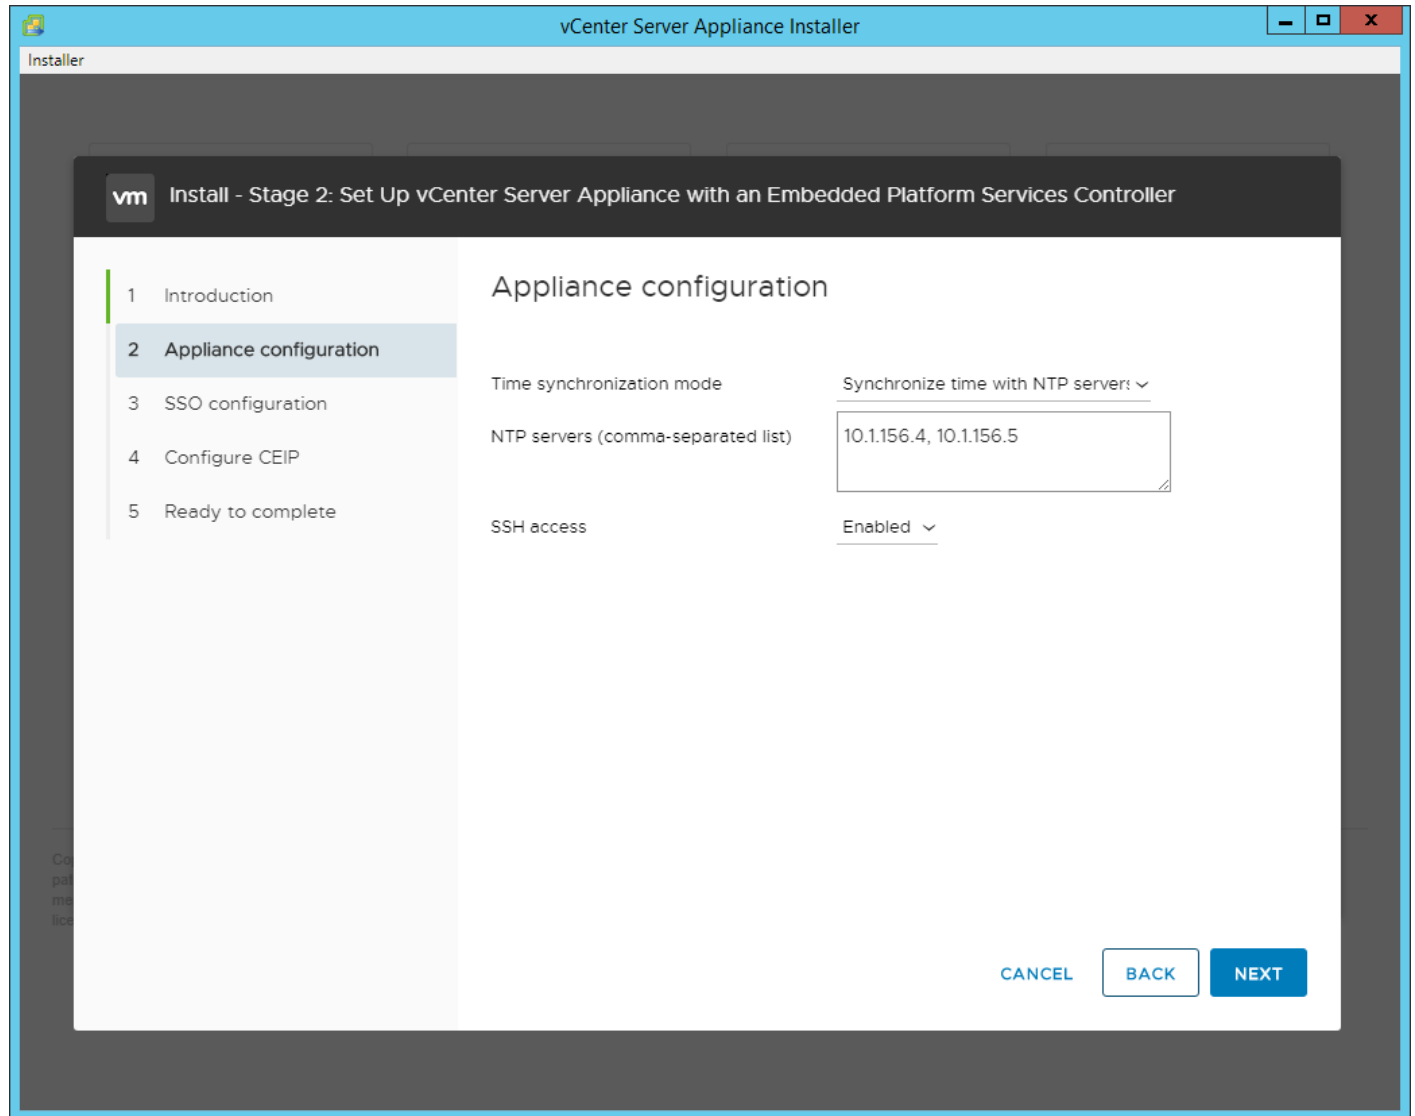 vCenter Server Appliance Installer
Installer
vm Install - Stage 2: Set Up vCenter Server Appliance with an Embedded Platform Services Controller
1 Introduction
2 Appliance configuration
3 SSO configuration
4 Configure CEIP
5 Ready to complete
Appliance configuration
Time synchronization mode Synchronize time with NTP servers
NTP servers (comma-separated list) 10.1.156.4, 10.1.156.5
SSH access Enabled
CANCEL BACK NEXT